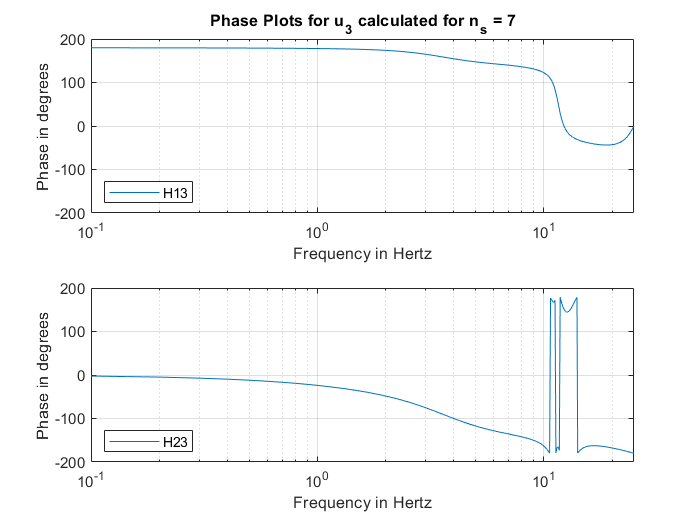 Phase Plots for u3 calculated for ns = 7
200
100
0
-100
-200
Phase in degrees
H13
10-1
100
101
Frequency in Hertz
200
100
0
-100
-200
Phase in degrees
H23
10-1
100
101
Frequency in Hertz